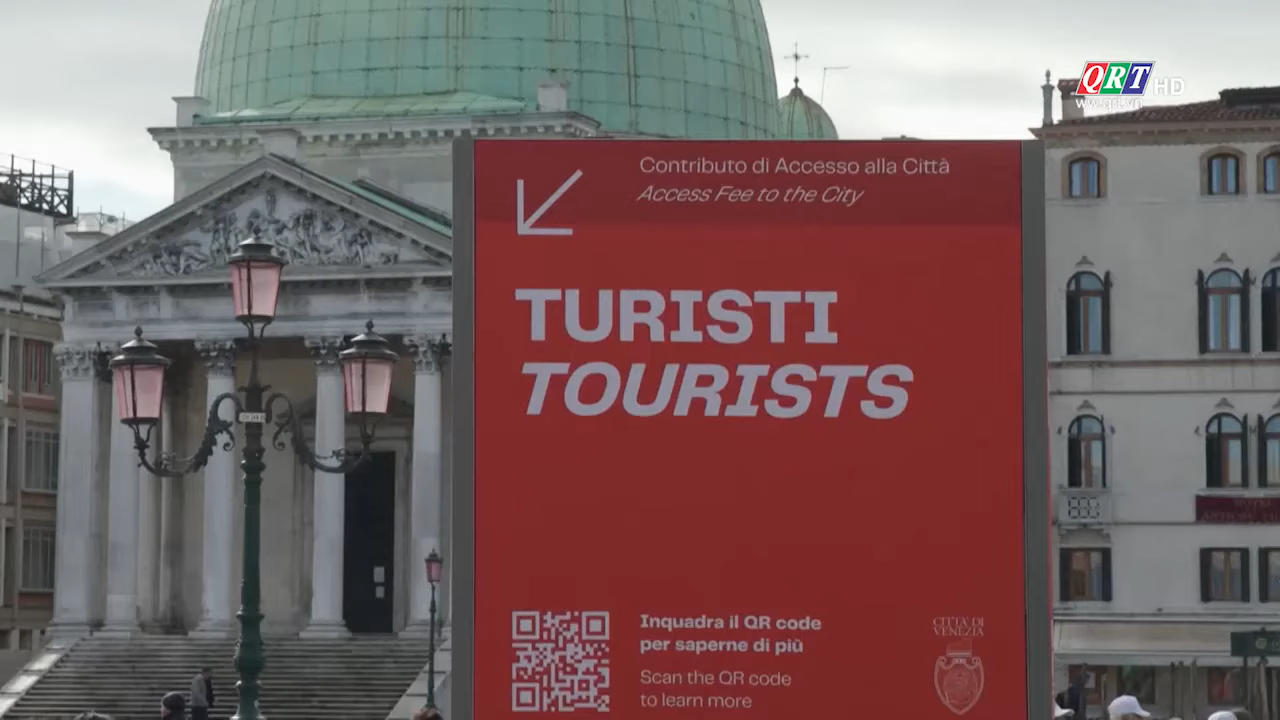 QRT HD
www.qrt.vn
Contributo di Accesso alla Città
Access Fee to the City
TURISTI
TOURISTS
Inquadra il QR code
per saperne di più
Scan the QR code
to learn more
CITTA' DI
VENEZIA